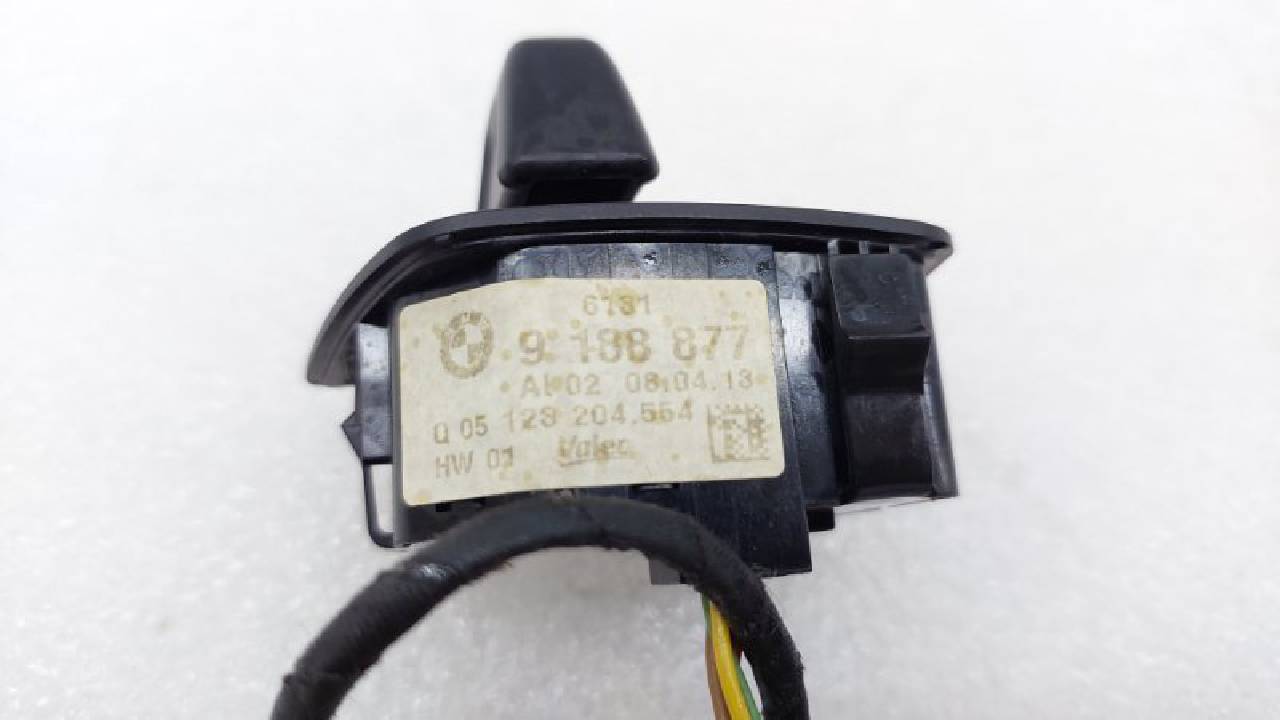 6131
9 188 877
AI 02 08.04.13
Q 05 123 204.554
HW 01 Valeo